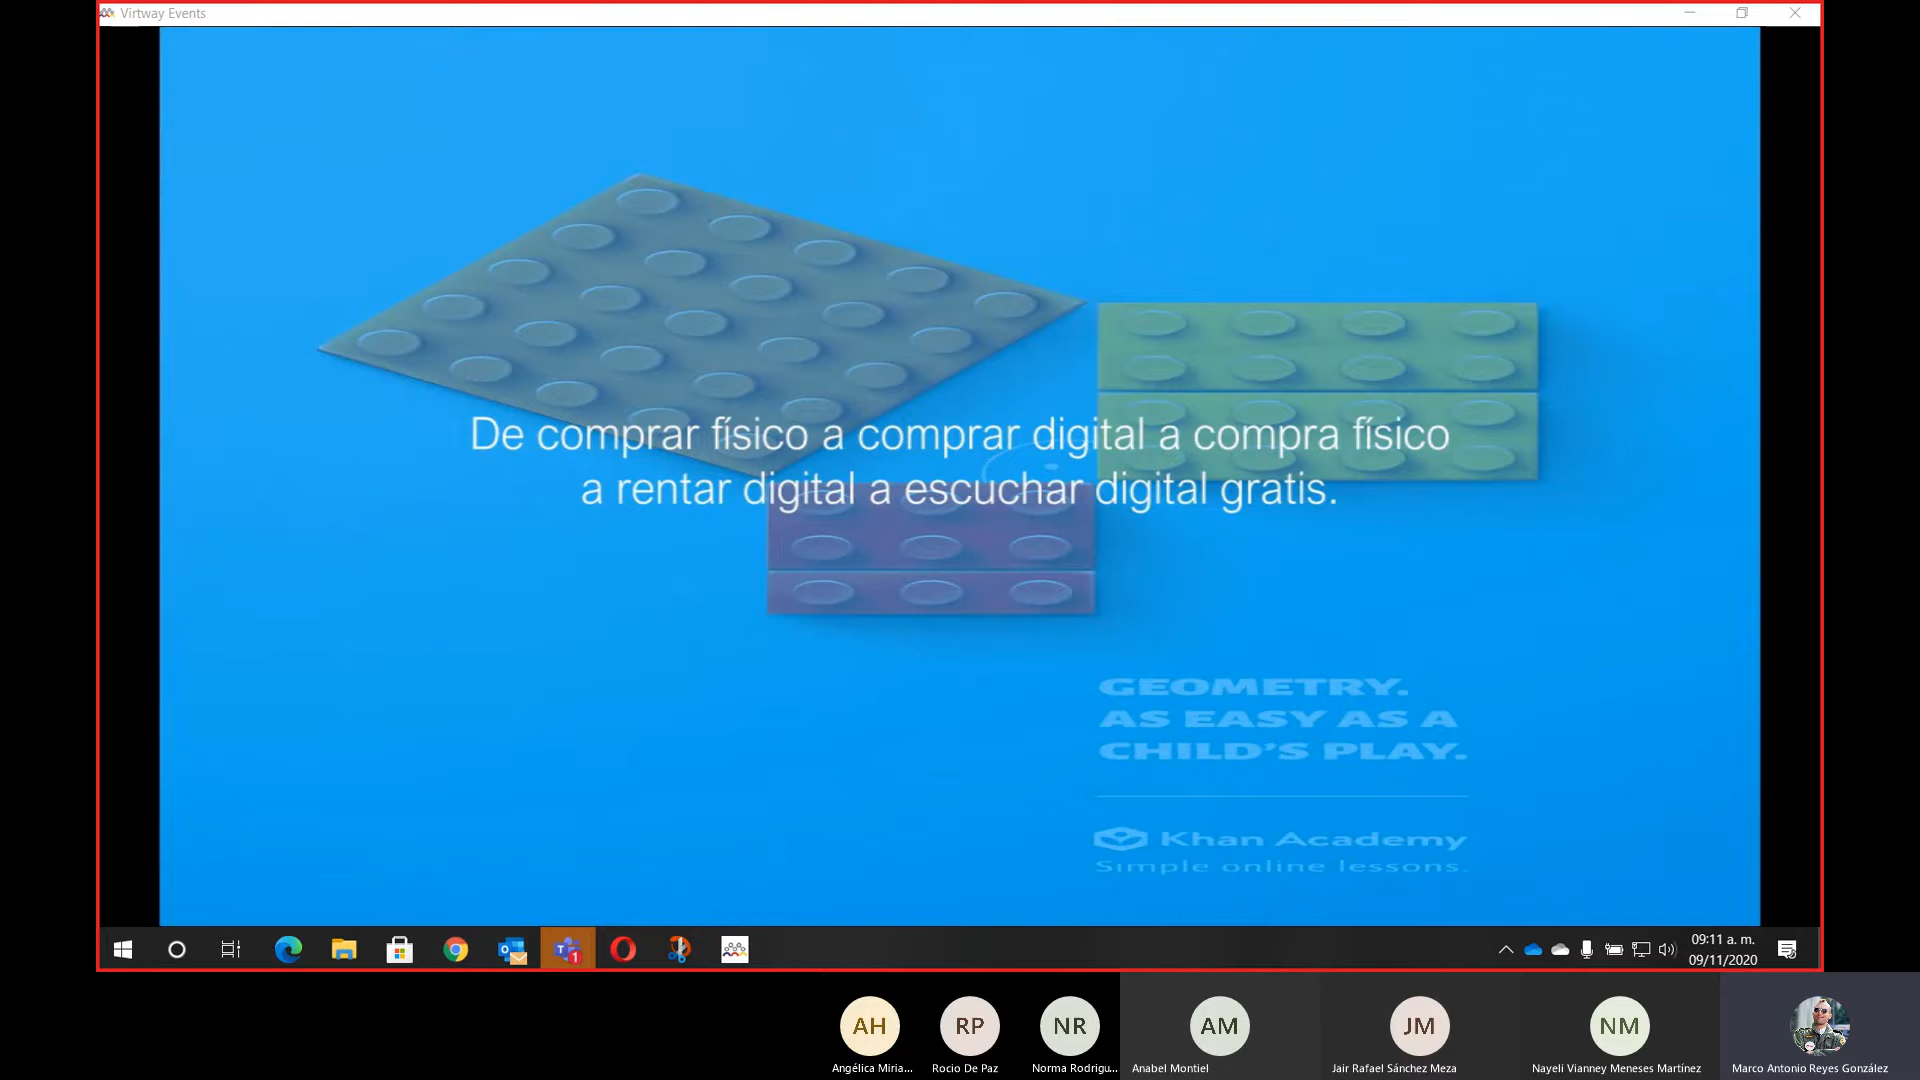 Virtway Events
De comprar físico a comprar digital a compra físico
a rentar digital a escuchar digital gratis.
GEOMETRY.
AS EASY AS A
CHILD'S PLAY.
Khan Academy
Simple online lessons.
1
09:11 a. m.
09/11/2020
AH
RP
NR
AM
JM
NM
Angélica Miria...
Rocio De Paz
Norma Rodrigu...
Anabel Montiel
Jair Rafael Sánchez Meza
Nayeli Vianney Meneses Martínez
Marco Antonio Reyes González